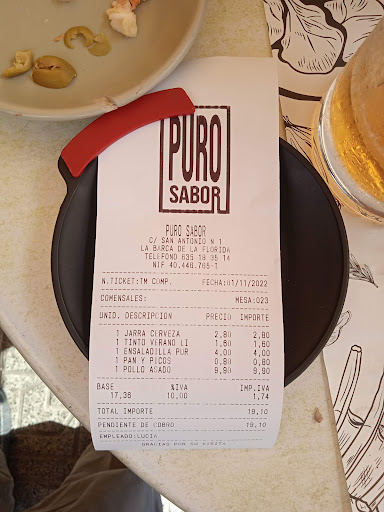 PURO
SABOR
PURO SABOR
C/ SAN ANTONIO N 1
LA BARCA DE LA FLORIDA
TELEFONO 635 18 35 14
NIF 40.446.765-1
N.TICKET:TM COMP. FECHA:01/11/2022
COMENSALES: MESA:023
UNID. DESCRIPCION PRECIO IMPORTE
1 JARRA CERVEZA 2,80 2,80
1 TINTO VERANO LI 1,60 1,60
1 ENSALADILLA PUR 4,00 4,00
1 PAN Y PICOS 0,80 0,80
1 POLLO ASADO 9,90 9,90
BASE %IVA IMP.IVA
17,36 10,00 1,74
TOTAL IMPORTE 19,10
PENDIENTE DE COBRO 19,10
EMPLEADO:LUCIA
GRACIAS POR SU VISITA